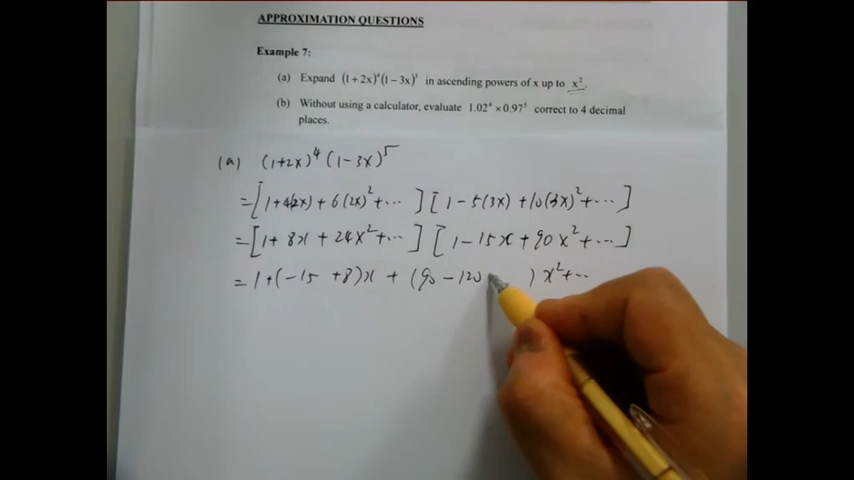 APPROXIMATION QUESTIONS
Example 7:
(a) Expand (1 + 2x)⁴(1 − 3x)⁵ in ascending powers of x up to x².
(b) Without using a calculator, evaluate 1.02⁴ × 0.97⁵ correct to 4 decimal
places.
(a) (1+2x)⁴ (1−3x)⁵
= [1+4(2x) + 6(2x)² + ...] [1 − 5(3x) + 10(3x)² + ...]
= [1 + 8x + 24x² + ...] [1 − 15x + 90x² + ...]
= 1 + (−15 + 8)x + (90 − 120 ) x² + ...